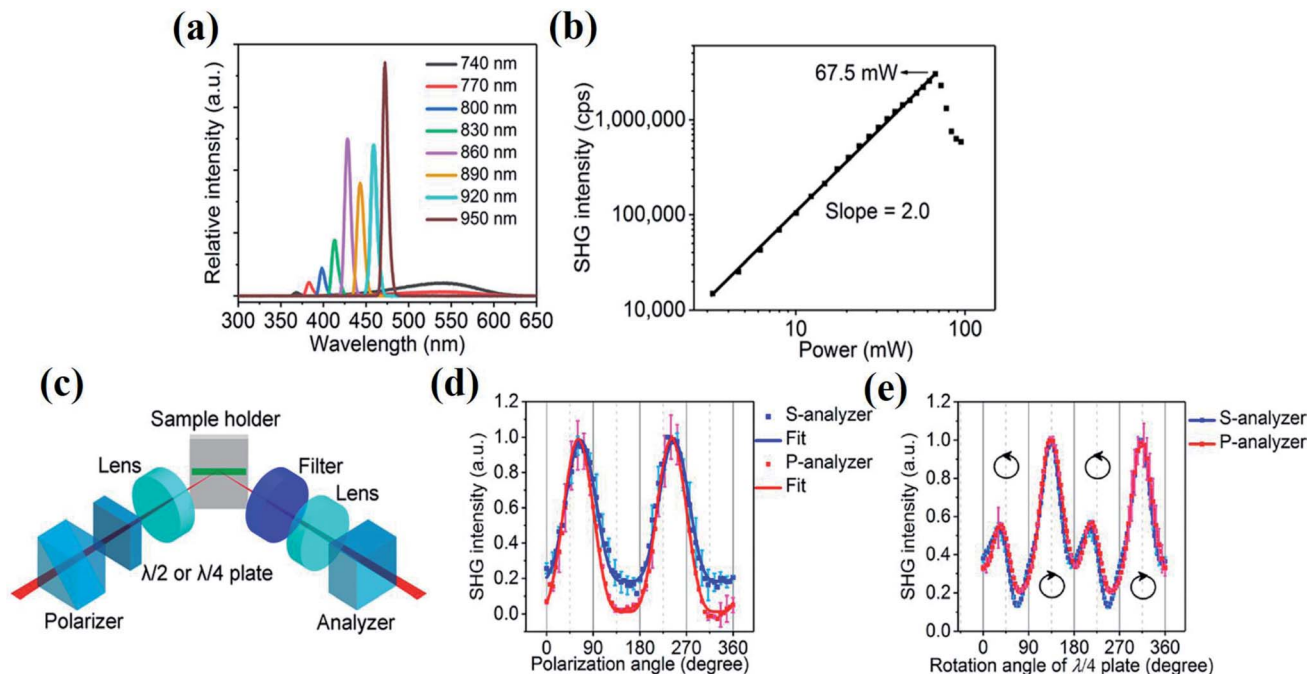 (a)
Relative intensity (a.u.)
740 nm
770 nm
800 nm
830 nm
860 nm
890 nm
920 nm
950 nm
300 350 400 450 500 550 600 650
Wavelength (nm)
(b)
SHG intensity (cps)
1,000,000
100,000
10,000
67.5 mW
Slope = 2.0
10 100
Power (mW)
(c)
Sample holder
Lens
Filter
Lens
λ/2 or λ/4 plate
Polarizer
Analyzer
(d)
SHG intensity (a.u.)
1.2
1.0
0.8
0.6
0.4
0.2
0.0
S-analyzer
Fit
P-analyzer
Fit
0 90 180 270 360
Polarization angle (degree)
(e)
SHG intensity (a.u.)
1.2
1.0
0.8
0.6
0.4
0.2
0.0
S-analyzer
P-analyzer
0 90 180 270 360
Rotation angle of λ/4 plate (degree)